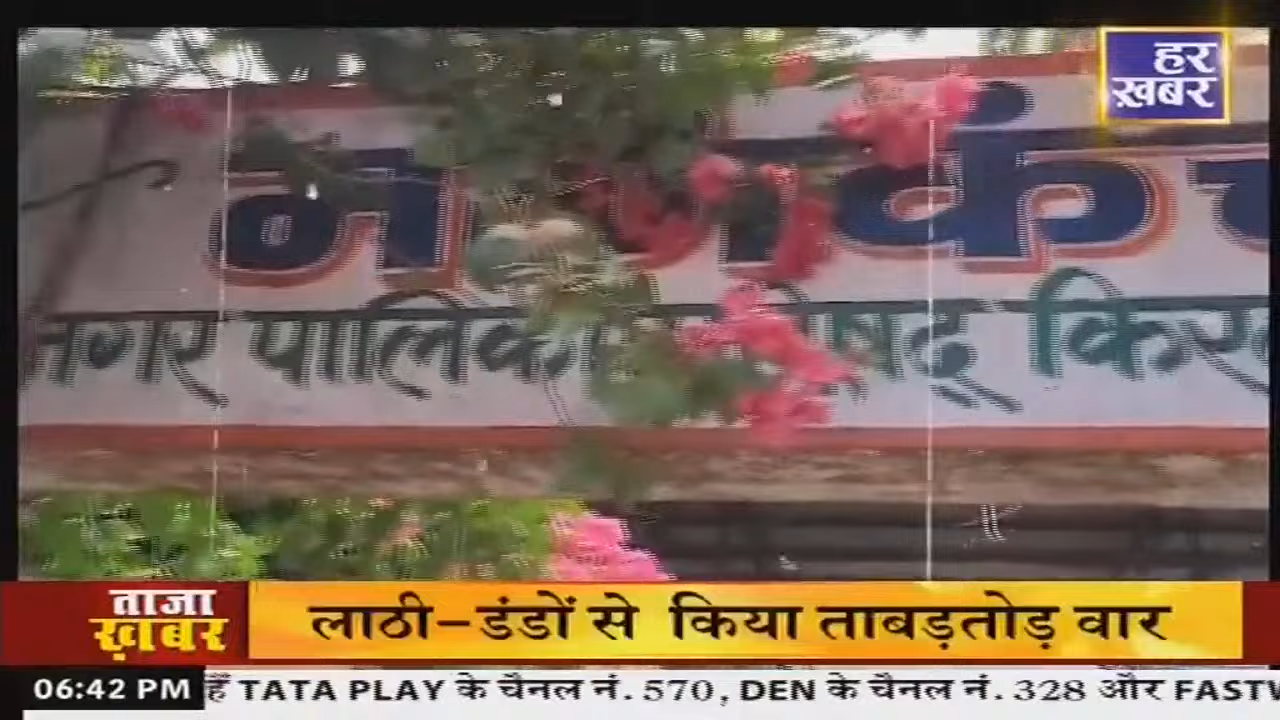 हर
ख़बर
नगर पालिका
ताजा
ख़बर
लाठी-डंडों से किया ताबड़तोड़ वार
06:42 PM
हैं TATA PLAY के चैनल नं. 570, DEN के चैनल नं. 328 और